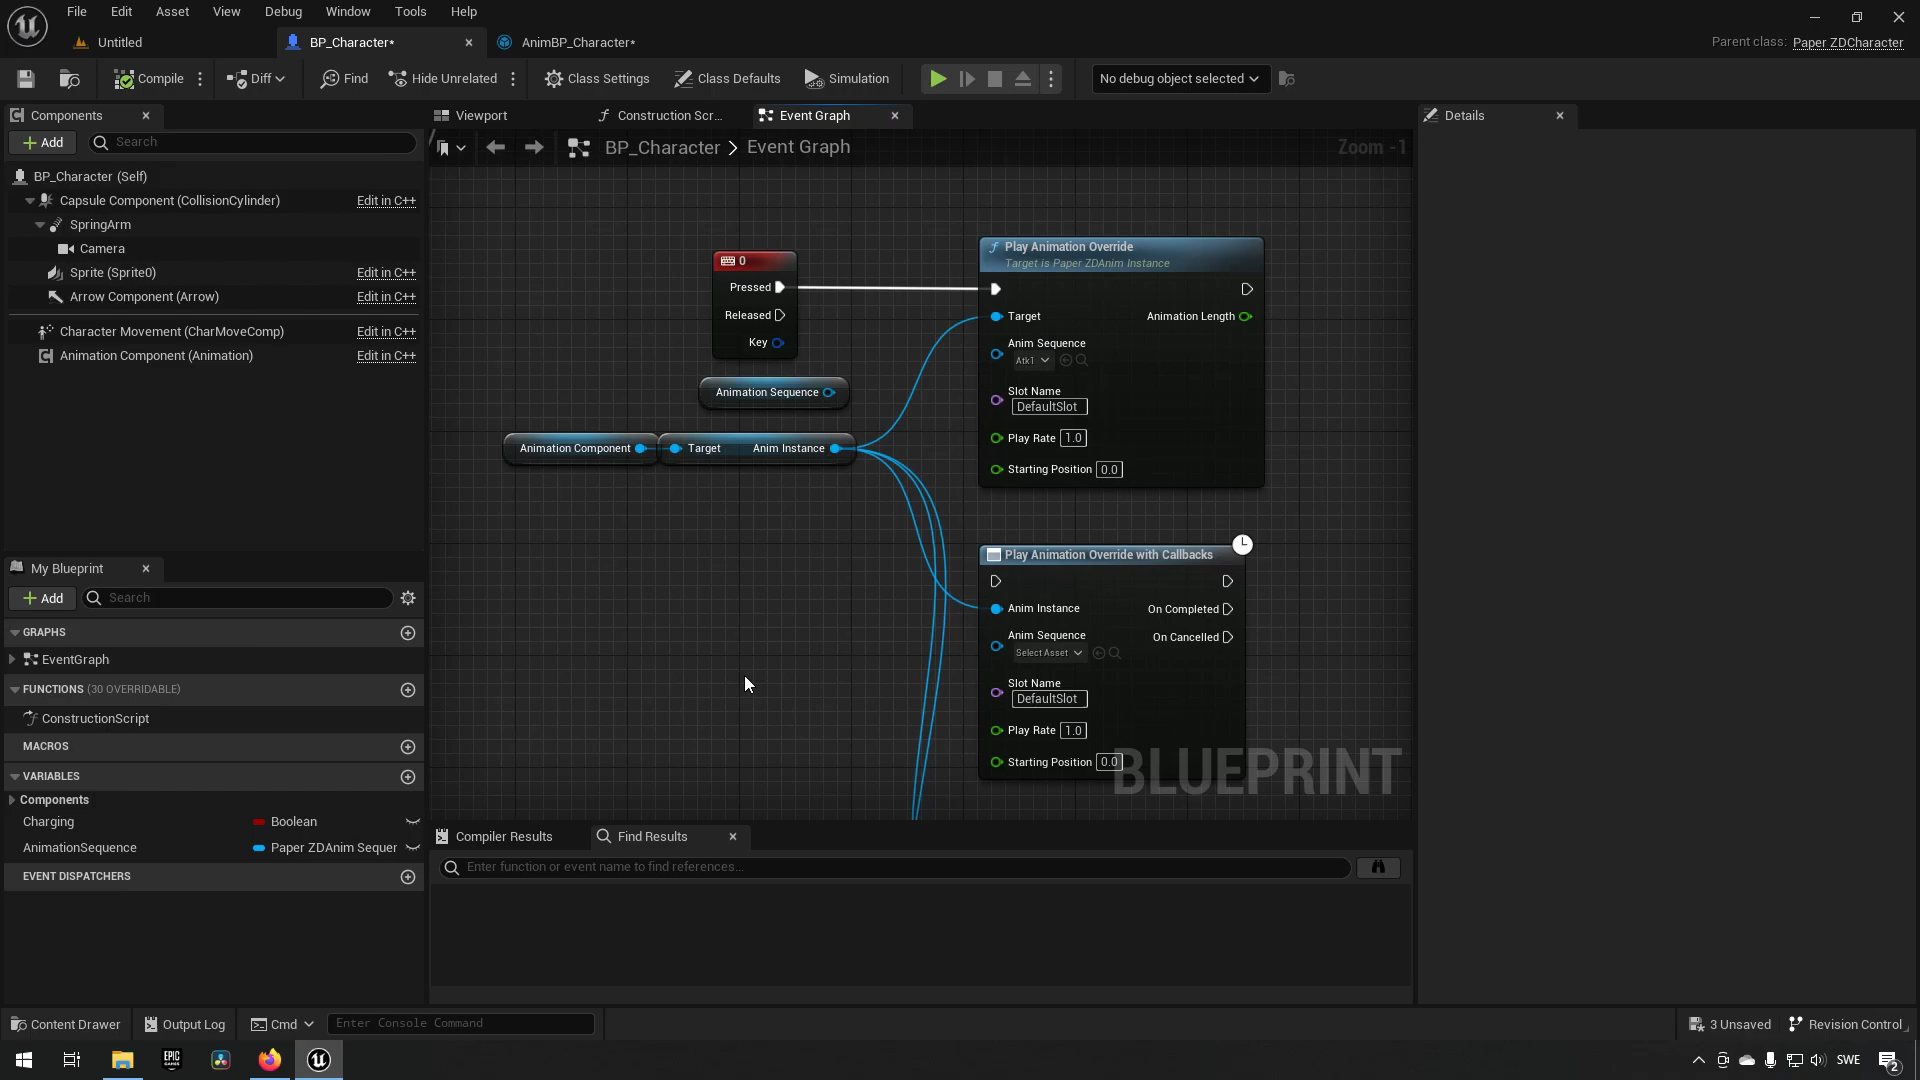 File Edit Asset View Debug Window Tools Help
Untitled
BP_Character*
AnimBP_Character*
Parent class: Paper ZDCharacter
Compile
Diff
Find
Hide Unrelated
Class Settings
Class Defaults
Simulation
No debug object selected
Components
Viewport
Construction Scr...
Event Graph
Details
Add
Search
BP_Character > Event Graph
Zoom -1
BP_Character (Self)
Capsule Component (CollisionCylinder) Edit in C++
SpringArm
Camera
Sprite (Sprite0) Edit in C++
Arrow Component (Arrow) Edit in C++
Character Movement (CharMoveComp) Edit in C++
Animation Component (Animation) Edit in C++
0
Pressed
Released
Key
Animation Sequence
Animation Component
Target Anim Instance
Play Animation Override
Target is Paper ZDAnim Instance
Target Animation Length
Anim Sequence
Atk1
Slot Name
DefaultSlot
Play Rate 1.0
Starting Position 0.0
Play Animation Override with Callbacks
Anim Instance On Completed
Anim Sequence On Cancelled
Select Asset
Slot Name
DefaultSlot
Play Rate 1.0
Starting Position 0.0
BLUEPRINT
My Blueprint
Add
Search
GRAPHS
EventGraph
FUNCTIONS (30 OVERRIDABLE)
ConstructionScript
MACROS
VARIABLES
Components
Charging Boolean
AnimationSequence Paper ZDAnim Sequer
EVENT DISPATCHERS
Compiler Results
Find Results
Enter function or event name to find references...
Content Drawer
Output Log
Cmd
Enter Console Command
3 Unsaved
Revision Control
EPIC
GAMES
SWE
2